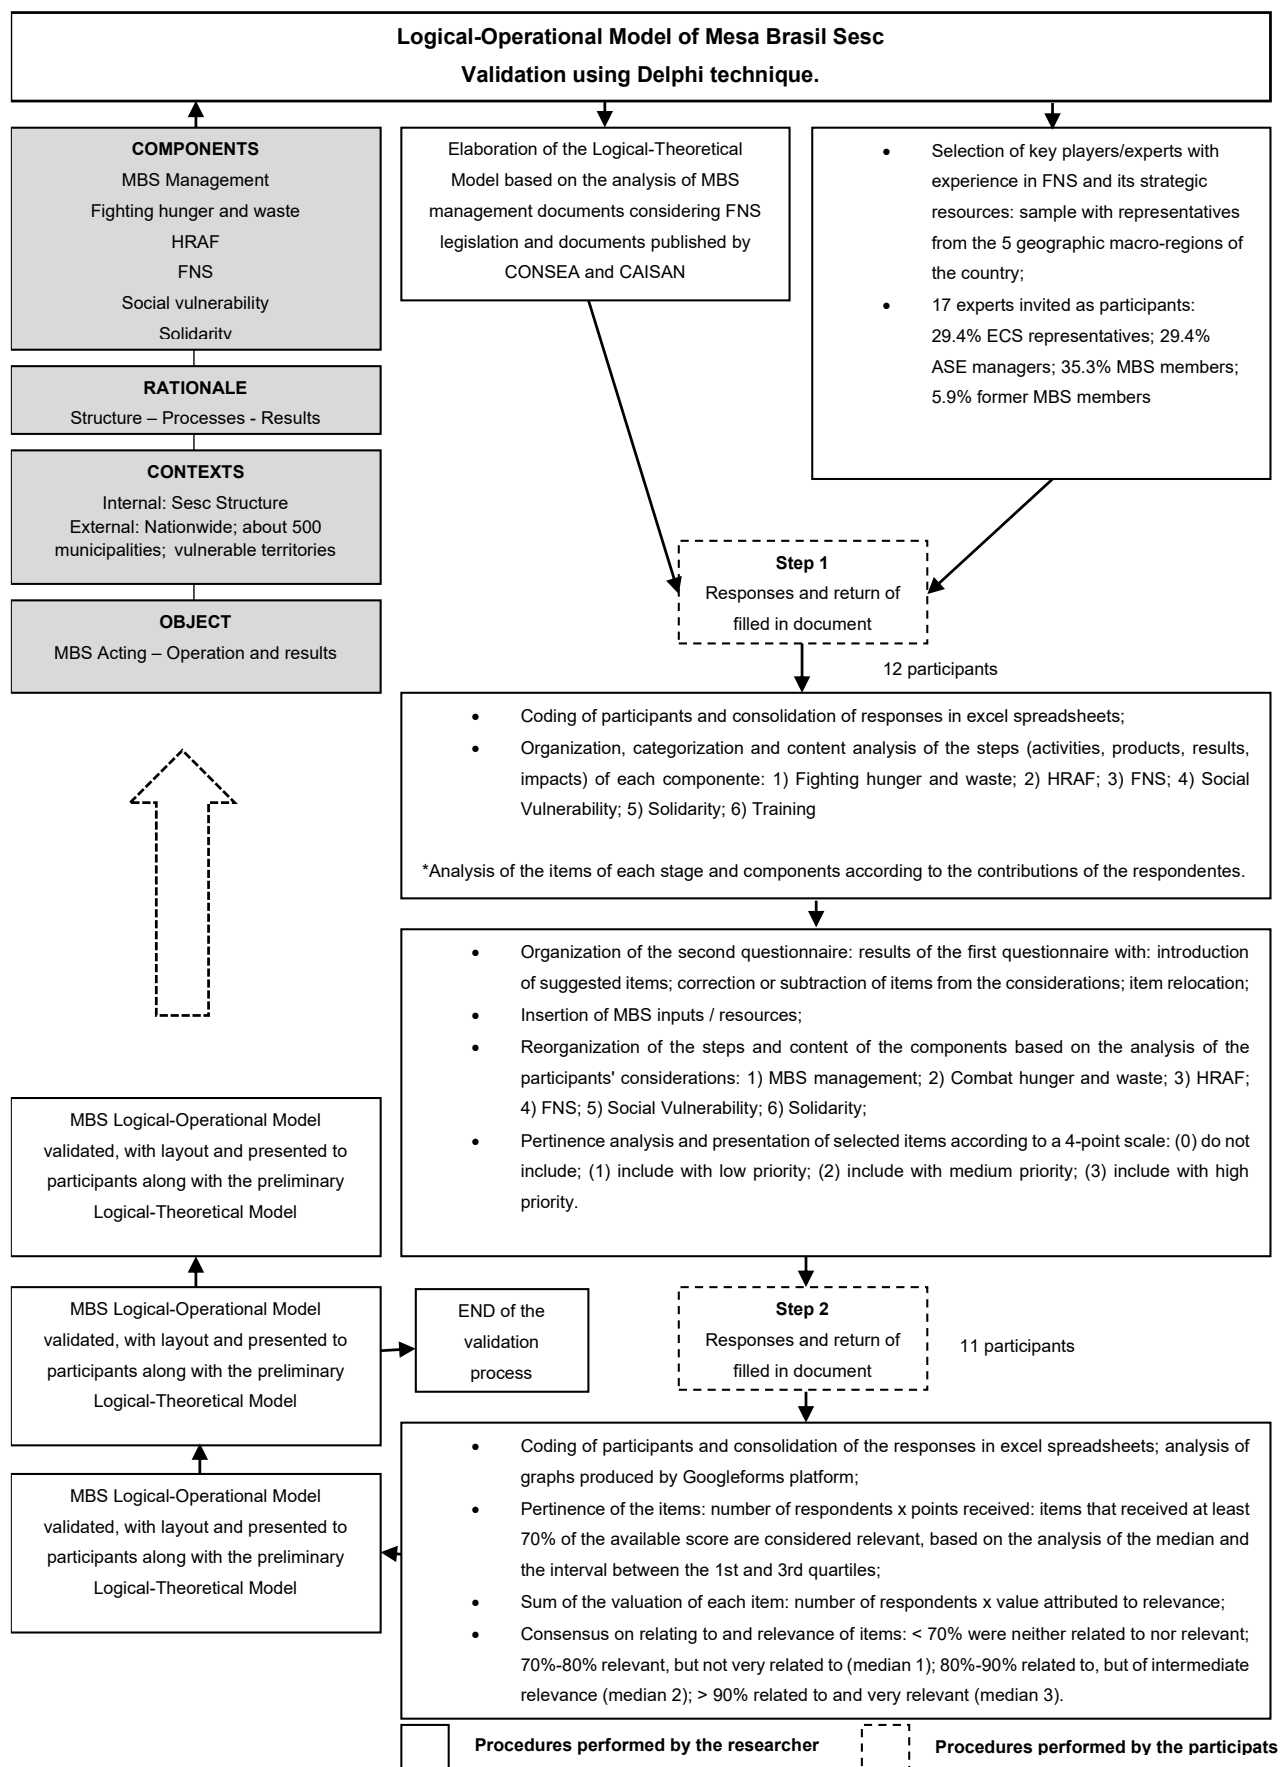 Logical-Operational Model of Mesa Brasil Sesc
Validation using Delphi technique.
COMPONENTS
MBS Management
Fighting hunger and waste
HRAF
FNS
Social vulnerability
Solidarity
RATIONALE
Structure – Processes - Results
CONTEXTS
Internal: Sesc Structure
External: Nationwide; about 500
municipalities; vulnerable territories
OBJECT
MBS Acting – Operation and results
Elaboration of the Logical-Theoretical
Model based on the analysis of MBS
management documents considering FNS
legislation and documents published by
CONSEA and CAISAN
• Selection of key players/experts with
experience in FNS and its strategic
resources: sample with representatives
from the 5 geographic macro-regions of
the country;
• 17 experts invited as participants:
29.4% ECS representatives; 29.4%
ASE managers; 35.3% MBS members;
5.9% former MBS members
Step 1
Responses and return of
filled in document
12 participants
• Coding of participants and consolidation of responses in excel spreadsheets;
• Organization, categorization and content analysis of the steps (activities, products, results,
impacts) of each componente: 1) Fighting hunger and waste; 2) HRAF; 3) FNS; 4) Social
Vulnerability; 5) Solidarity; 6) Training
*Analysis of the items of each stage and components according to the contributions of the respondentes.
• Organization of the second questionnaire: results of the first questionnaire with: introduction
of suggested items; correction or subtraction of items from the considerations; item relocation;
• Insertion of MBS inputs / resources;
• Reorganization of the steps and content of the components based on the analysis of the
participants' considerations: 1) MBS management; 2) Combat hunger and waste; 3) HRAF;
4) FNS; 5) Social Vulnerability; 6) Solidarity;
• Pertinence analysis and presentation of selected items according to a 4-point scale: (0) do not
include; (1) include with low priority; (2) include with medium priority; (3) include with high
priority.
Step 2
Responses and return of
filled in document
11 participants
• Coding of participants and consolidation of the responses in excel spreadsheets; analysis of
graphs produced by Googleforms platform;
• Pertinence of the items: number of respondents x points received: items that received at least
70% of the available score are considered relevant, based on the analysis of the median and
the interval between the 1st and 3rd quartiles;
• Sum of the valuation of each item: number of respondents x value attributed to relevance;
• Consensus on relating to and relevance of items: < 70% were neither related to nor relevant;
70%-80% relevant, but not very related to (median 1); 80%-90% related to, but of intermediate
relevance (median 2); > 90% related to and very relevant (median 3).
MBS Logical-Operational Model
validated, with layout and presented to
participants along with the preliminary
Logical-Theoretical Model
MBS Logical-Operational Model
validated, with layout and presented to
participants along with the preliminary
Logical-Theoretical Model
END of the
validation
process
MBS Logical-Operational Model
validated, with layout and presented to
participants along with the preliminary
Logical-Theoretical Model
Procedures performed by the researcher
Procedures performed by the participats